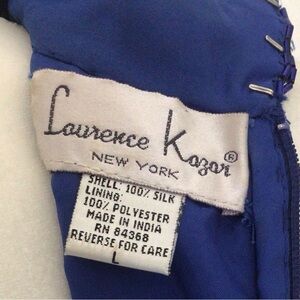 Laurence Kazar®
NEW YORK
SHELL: 100% SILK
LINING:
100% POLYESTER
MADE IN INDIA
RN 84368
REVERSE FOR CARE
L